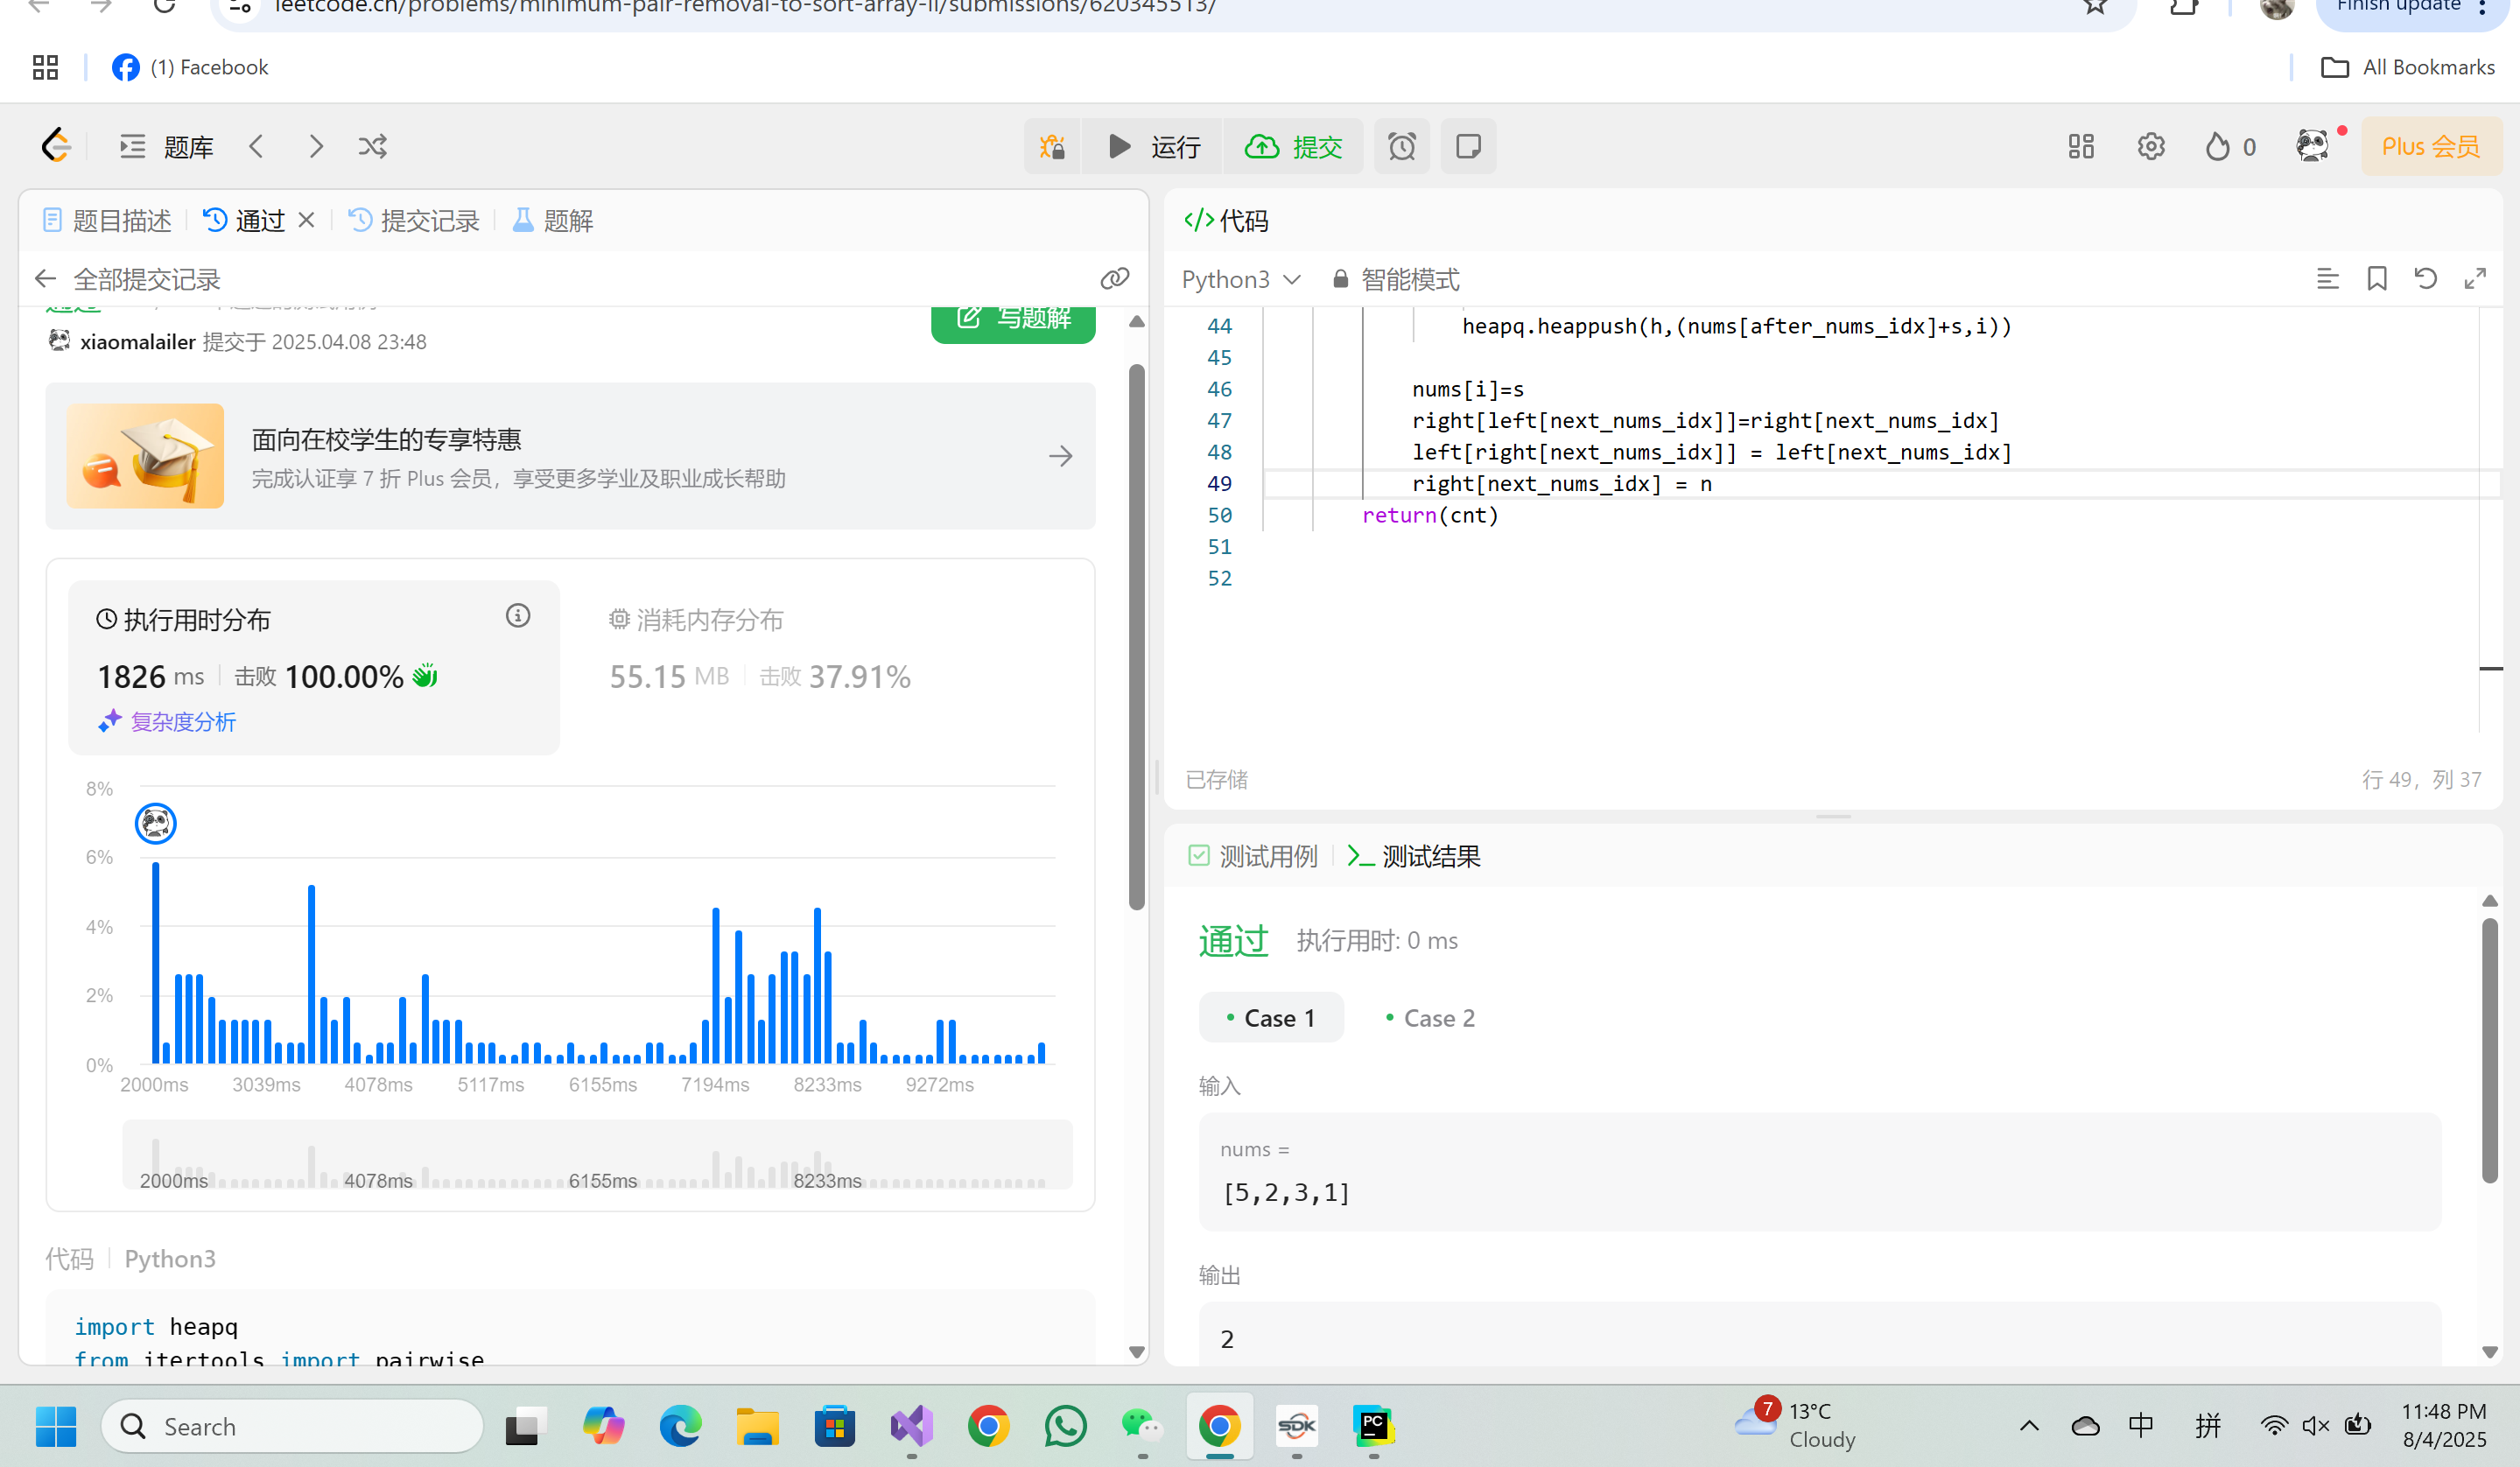 leetcode.cn/problems/minimum-pair-removal-to-sort-array-ii/submissions/620345513/
Finish update
(1) Facebook
All Bookmarks
题库
运行
提交
0
Plus 会员
题目描述
通过
提交记录
题解
全部提交记录
写题解
xiaomalailer 提交于 2025.04.08 23:48
面向在校学生的专享特惠
完成认证享 7 折 Plus 会员，享受更多学业及职业成长帮助
执行用时分布
1826 ms 击败 100.00%
复杂度分析
消耗内存分布
55.15 MB 击败 37.91%
8%
6%
4%
2%
0%
2000ms 3039ms 4078ms 5117ms 6155ms 7194ms 8233ms 9272ms
2000ms 4078ms 6155ms 8233ms
代码 Python3
import heapq
from itertools import pairwise
代码
Python3 智能模式
44 heapq.heappush(h,(nums[after_nums_idx]+s,i))
45
46 nums[i]=s
47 right[left[next_nums_idx]]=right[next_nums_idx]
48 left[right[next_nums_idx]] = left[next_nums_idx]
49 right[next_nums_idx] = n
50 return(cnt)
51
52
已存储
行 49，列 37
测试用例
测试结果
通过 执行用时: 0 ms
Case 1
Case 2
输入
nums =
[5,2,3,1]
输出
2
Search
SDK
PC
7
13°C
Cloudy
中
拼
11:48 PM
8/4/2025